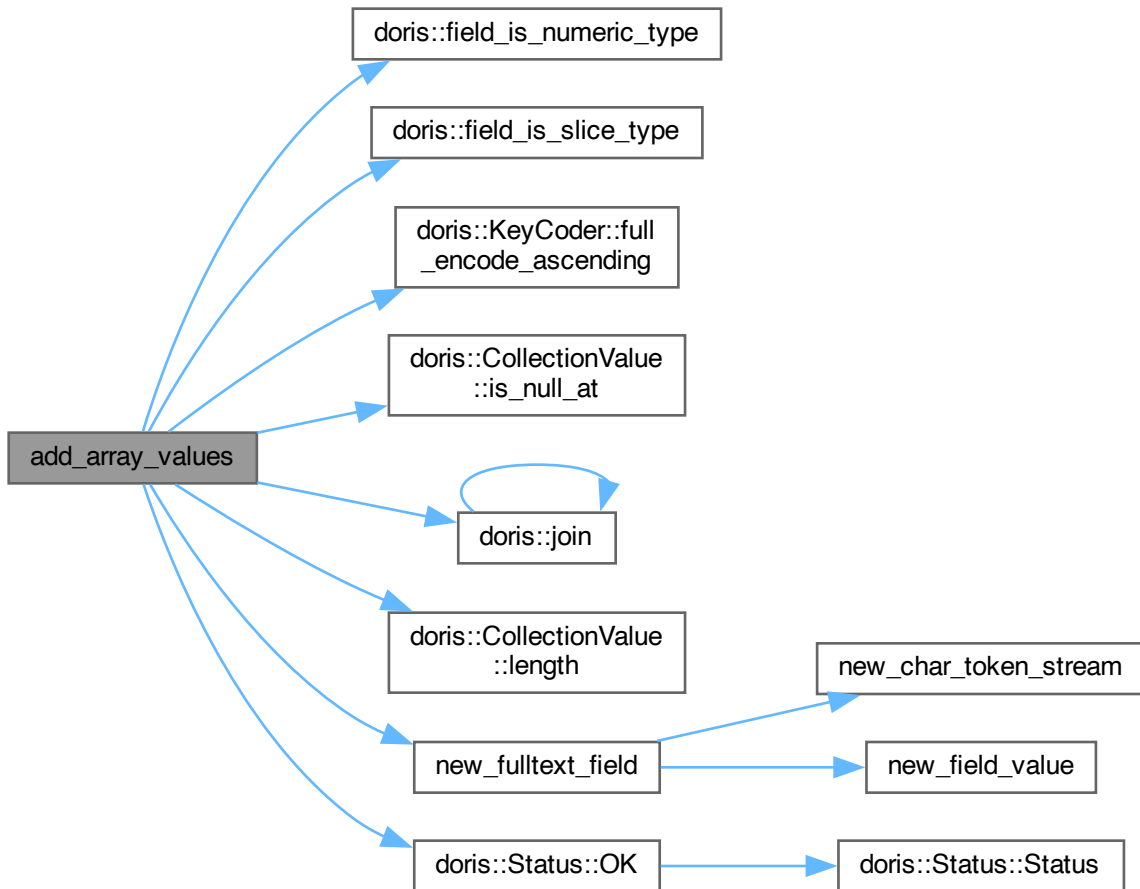 doris::field_is_numeric_type
doris::field_is_slice_type
doris::KeyCoder::full
_encode_ascending
doris::CollectionValue
::is_null_at
add_array_values
doris::join
doris::CollectionValue
::length
new_char_token_stream
new_fulltext_field
new_field_value
doris::Status::OK
doris::Status::Status